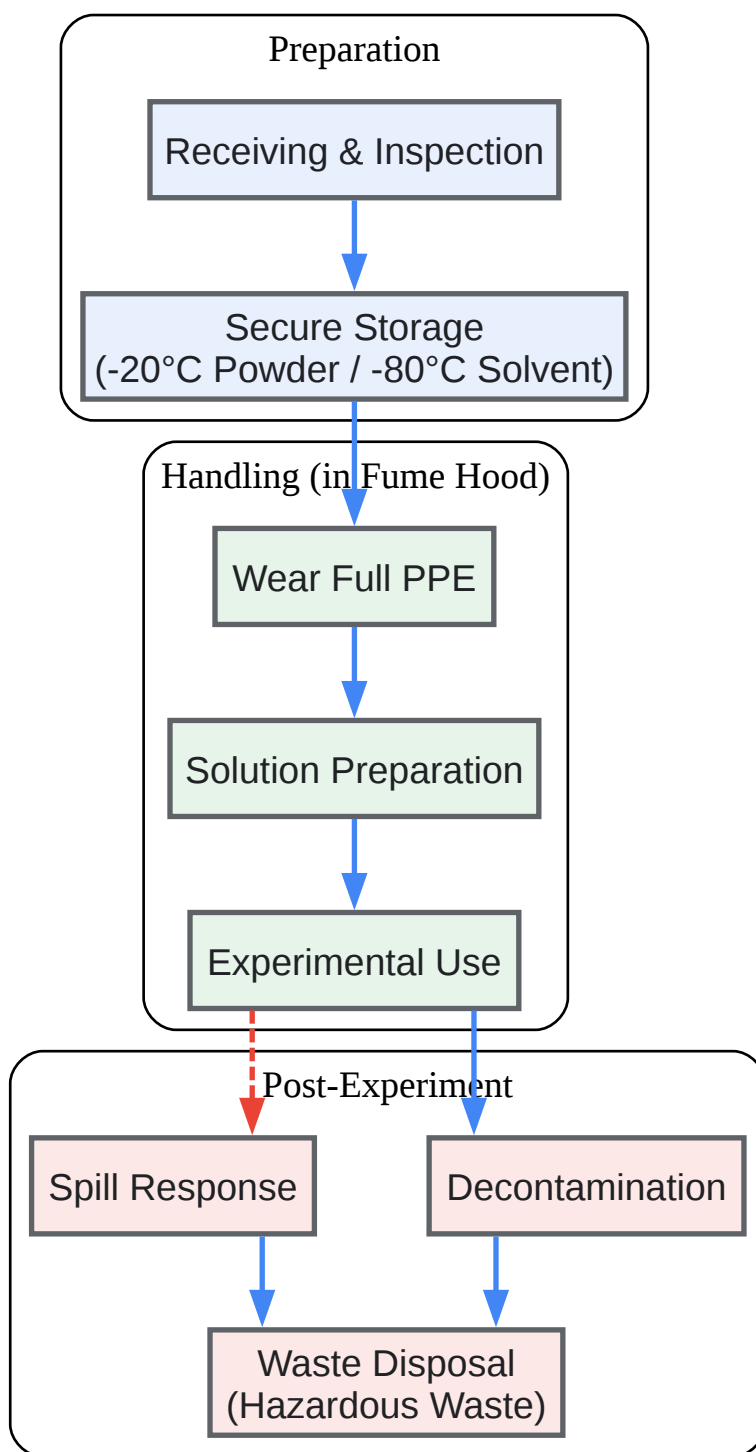 Preparation
Receiving & Inspection
Secure Storage
(-20°C Powder / -80°C Solvent)
Handling (in Fume Hood)
Wear Full PPE
Solution Preparation
Experimental Use
Post-Experiment
Spill Response
Decontamination
Waste Disposal
(Hazardous Waste)